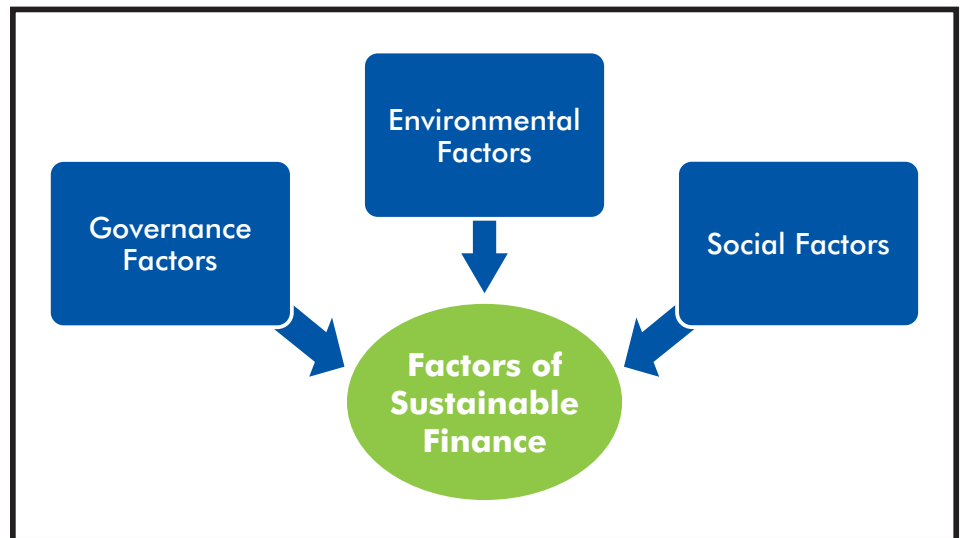 Environmental
Factors
Governance
Factors
Social Factors
Factors of
Sustainable
Finance